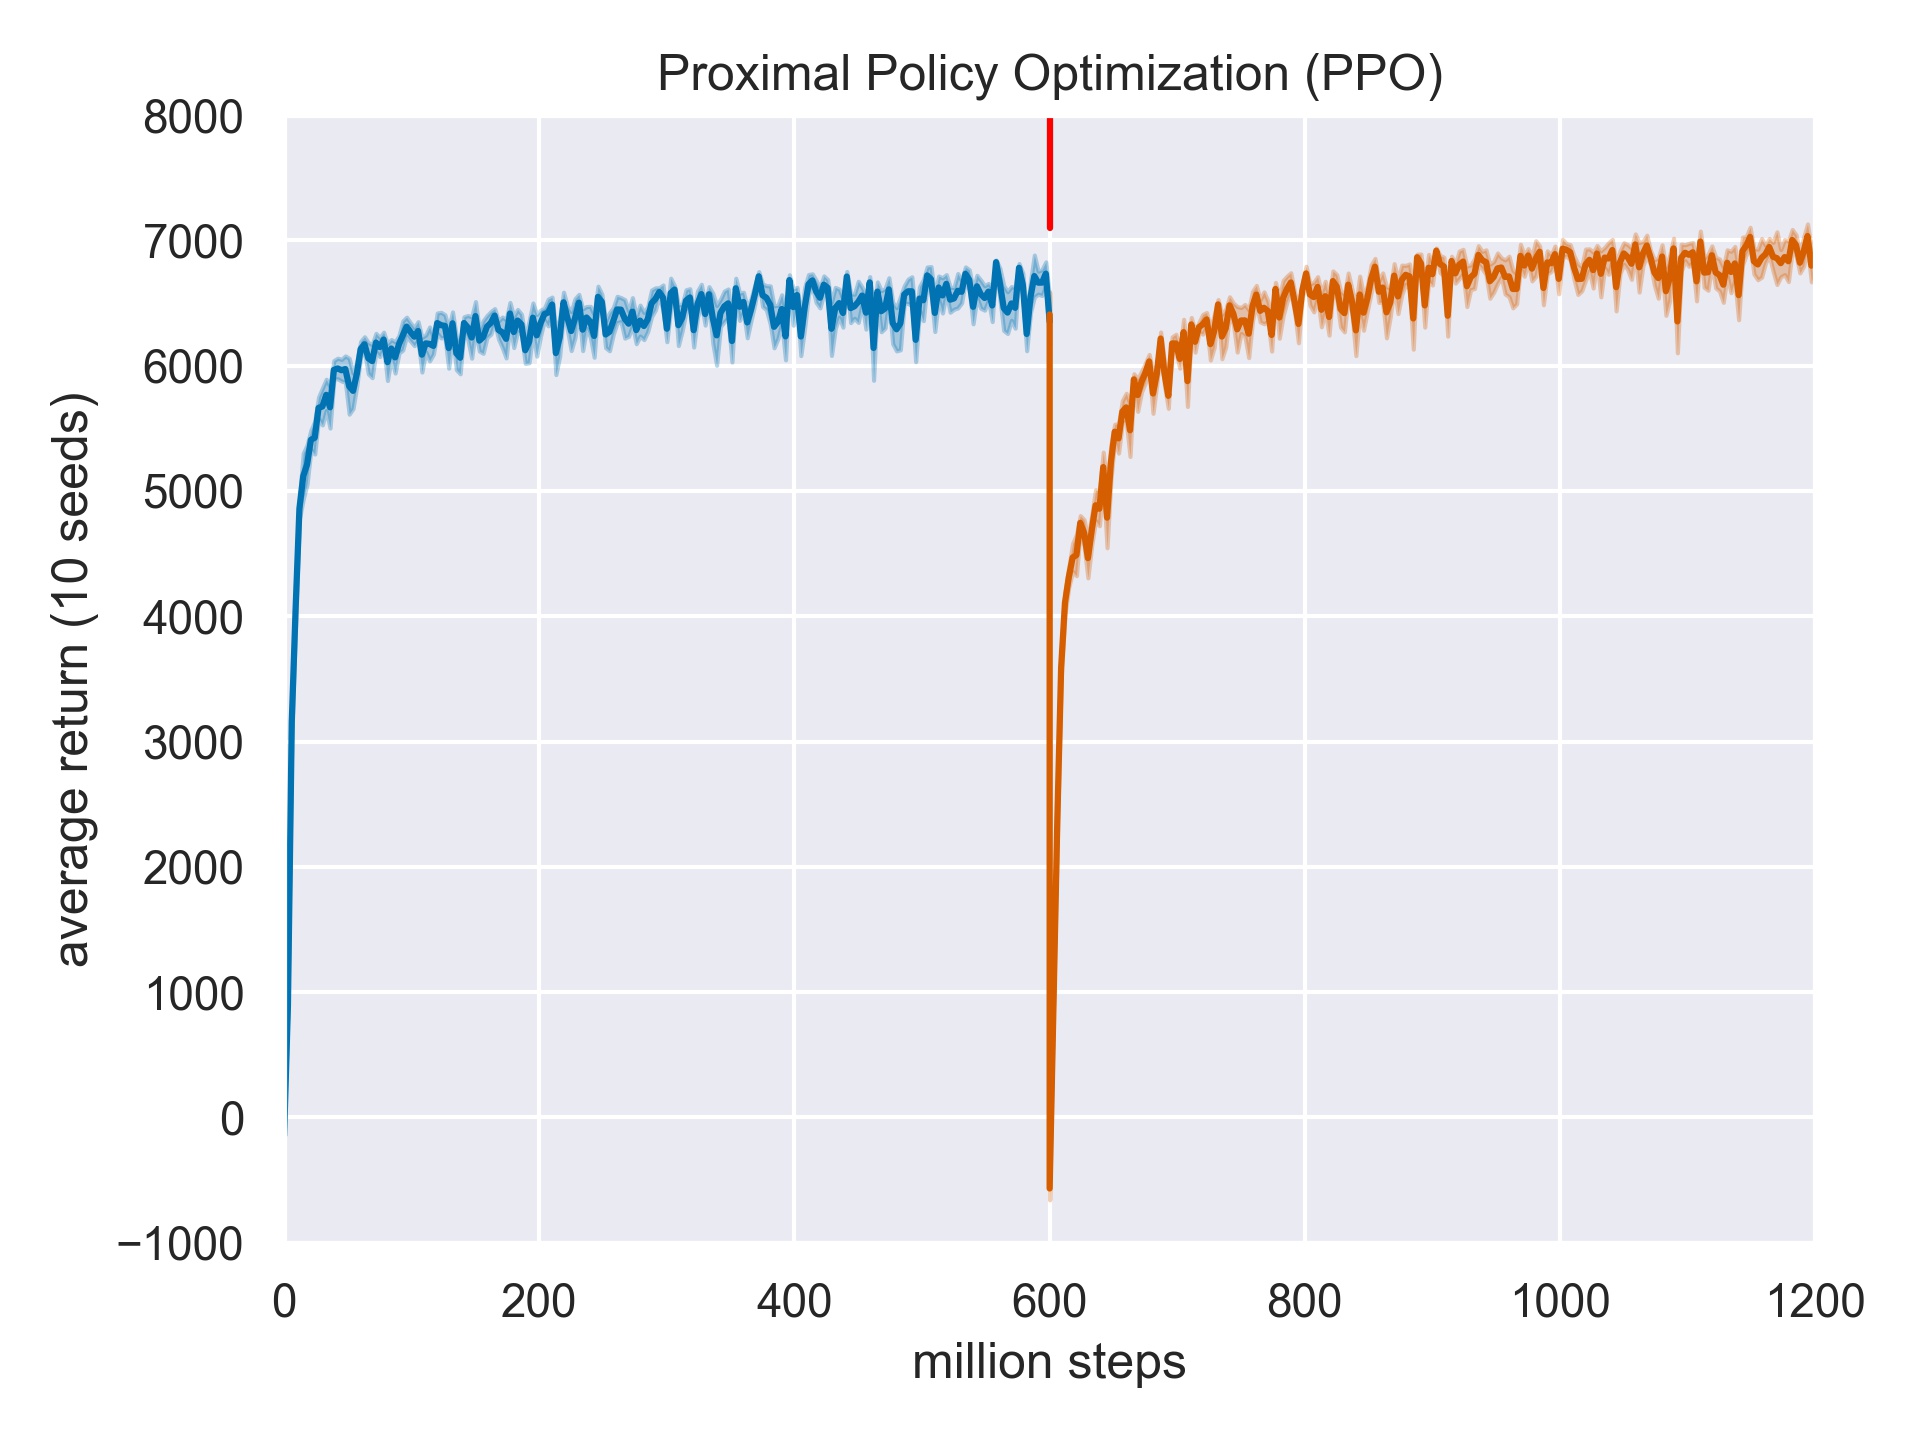 Proximal Policy Optimization (PPO)
8000
7000
6000
5000
4000
3000
2000
1000
0
−1000
average return (10 seeds)
0 200 400 600 800 1000 1200
million steps